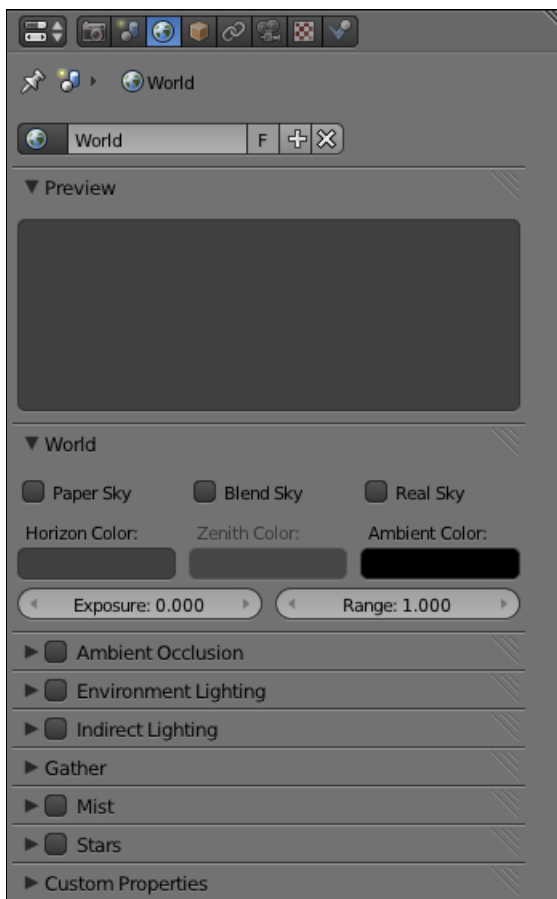 World
World F
Preview
World
Paper Sky Blend Sky Real Sky
Horizon Color: Zenith Color: Ambient Color:
Exposure: 0.000 Range: 1.000
Ambient Occlusion
Environment Lighting
Indirect Lighting
Gather
Mist
Stars
Custom Properties